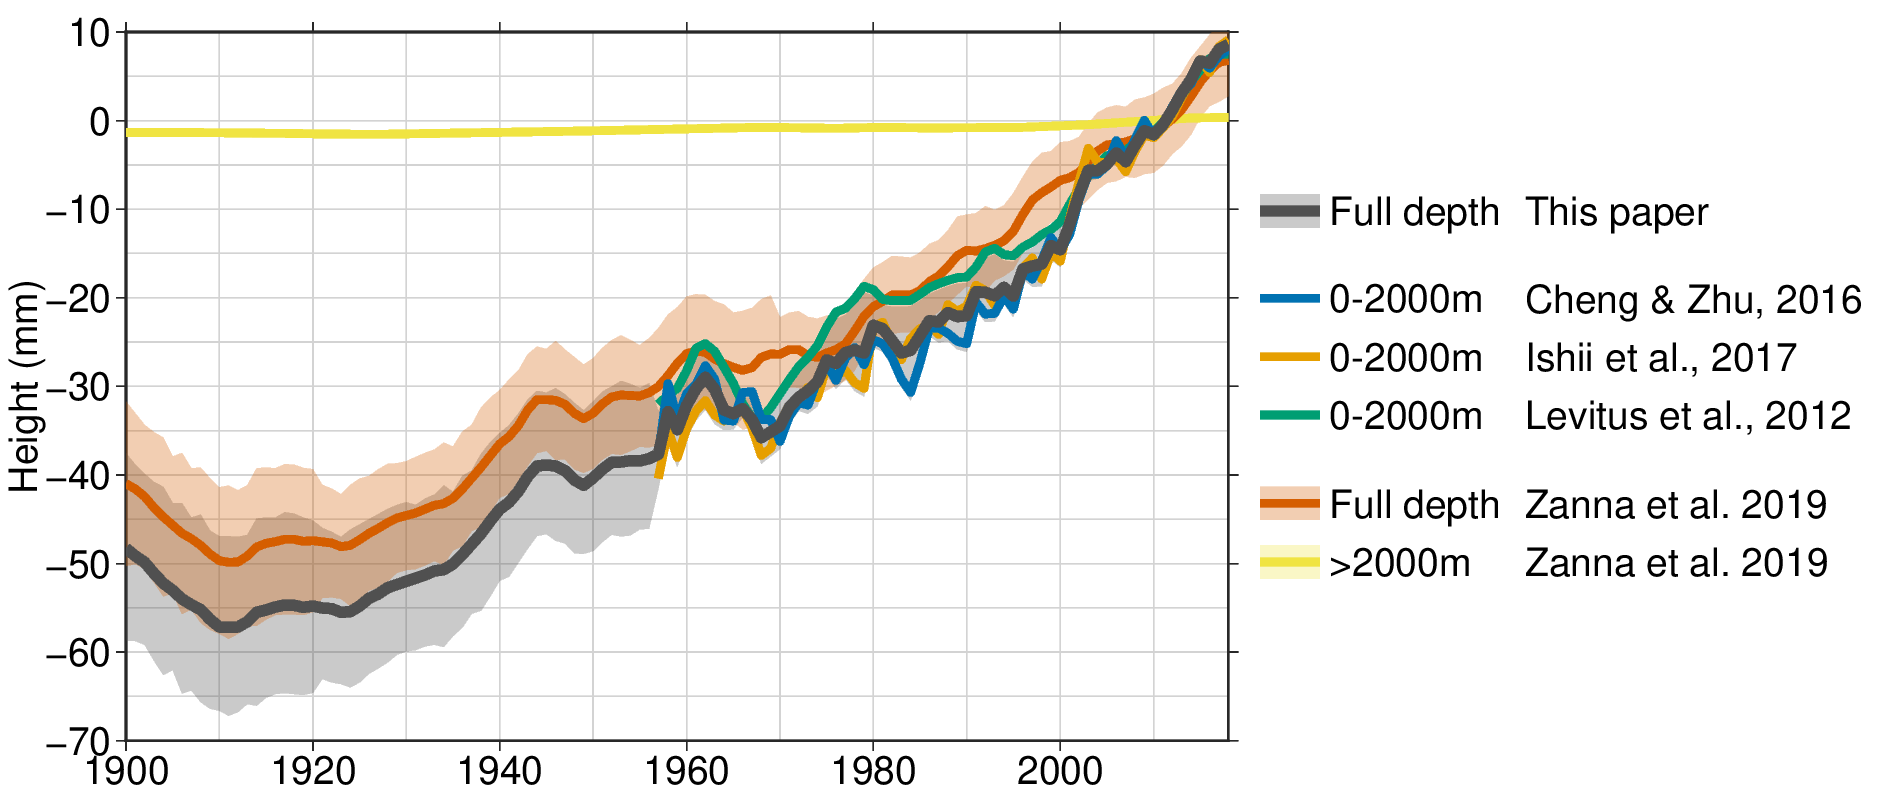 10
0
−10
−20
−30
−40
−50
−60
−70
Height (mm)
1900 1920 1940 1960 1980 2000
Full depth This paper
0-2000m Cheng & Zhu, 2016
0-2000m Ishii et al., 2017
0-2000m Levitus et al., 2012
Full depth Zanna et al. 2019
>2000m Zanna et al. 2019